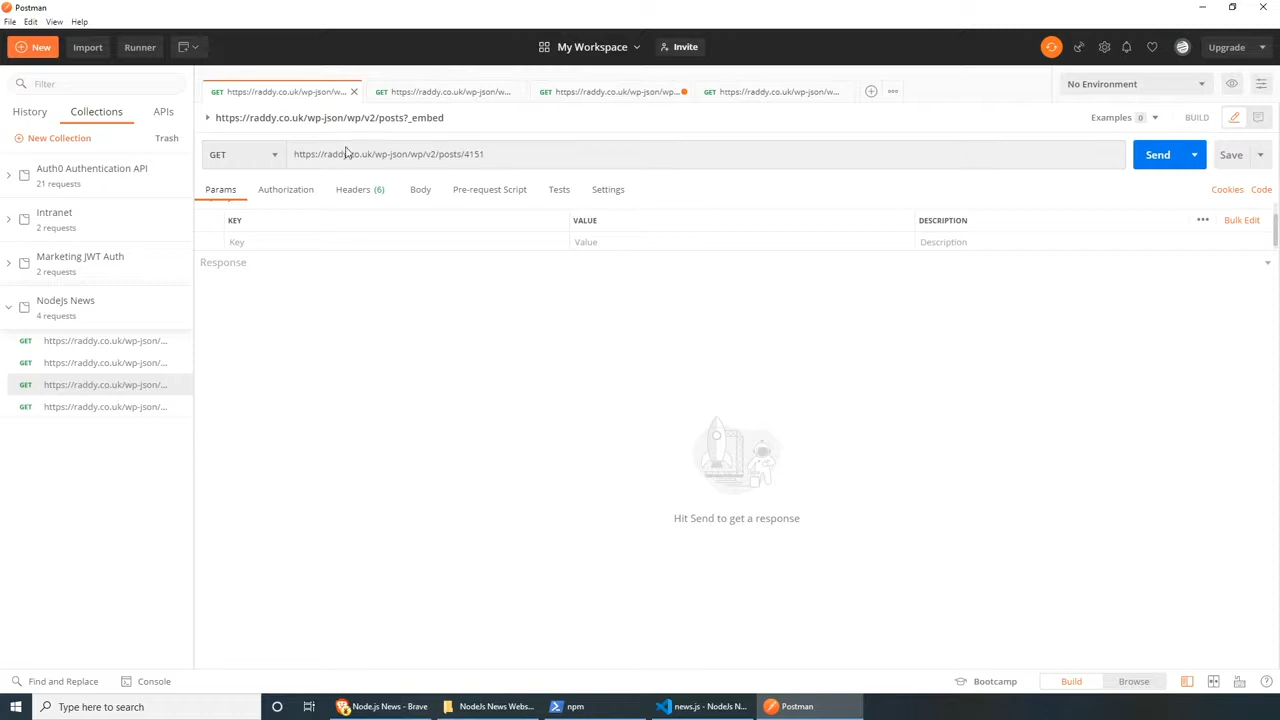 Postman
File Edit View Help
New Import Runner My Workspace Invite Upgrade
Filter
History Collections APIs
New Collection Trash
Auth0 Authentication API
21 requests
Intranet
2 requests
Marketing JWT Auth
2 requests
NodeJs News
4 requests
GET https://raddy.co.uk/wp-json/...
GET https://raddy.co.uk/wp-json/...
GET https://raddy.co.uk/wp-json/...
GET https://raddy.co.uk/wp-json/...
GET https://raddy.co.uk/wp-json/w... GET https://raddy.co.uk/wp-json/w... GET https://raddy.co.uk/wp-json/wp... GET https://raddy.co.uk/wp-json/w... No Environment
https://raddy.co.uk/wp-json/wp/v2/posts?_embed Examples 0 BUILD
GET https://raddy.co.uk/wp-json/wp/v2/posts/4151 Send Save
Params Authorization Headers (6) Body Pre-request Script Tests Settings Cookies Code
KEY VALUE DESCRIPTION Bulk Edit
Key Value Description
Response
Hit Send to get a response
Find and Replace Console Bootcamp Build Browse
Type here to search Node.js News - Brave NodeJs News Webs... npm news.js - NodeJs N... Postman